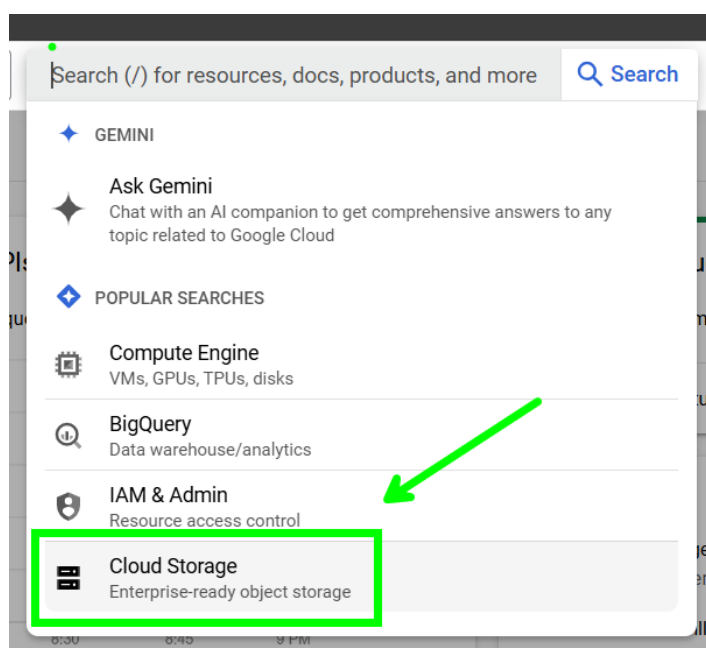 Search (/) for resources, docs, products, and more
Search
GEMINI
Ask Gemini
Chat with an AI companion to get comprehensive answers to any
topic related to Google Cloud
POPULAR SEARCHES
Compute Engine
VMs, GPUs, TPUs, disks
BigQuery
Data warehouse/analytics
IAM & Admin
Resource access control
Cloud Storage
Enterprise-ready object storage
8:30
8:45
9 PM